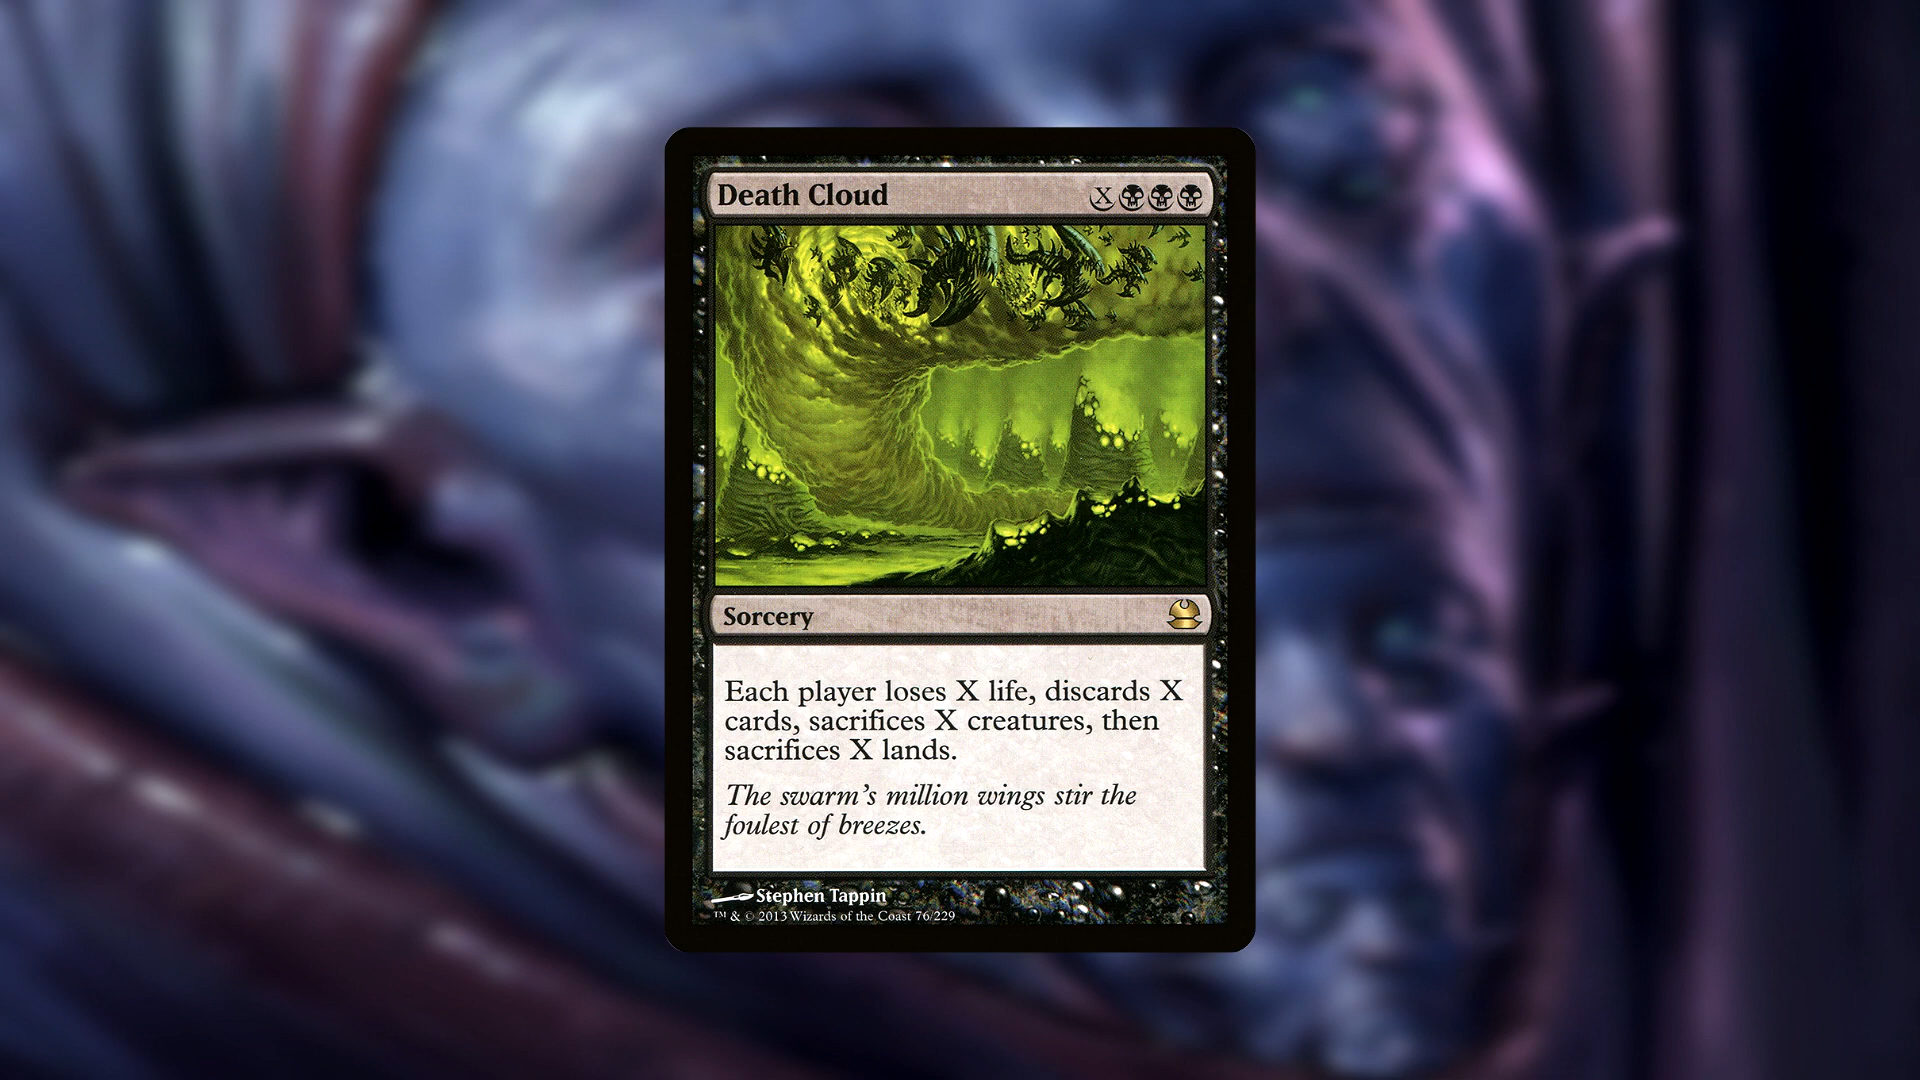 Death Cloud X
Sorcery
Each player loses X life, discards X
cards, sacrifices X creatures, then
sacrifices X lands.
The swarm's million wings stir the
foulest of breezes.
Stephen Tappin
™ & © 2013 Wizards of the Coast 76/229